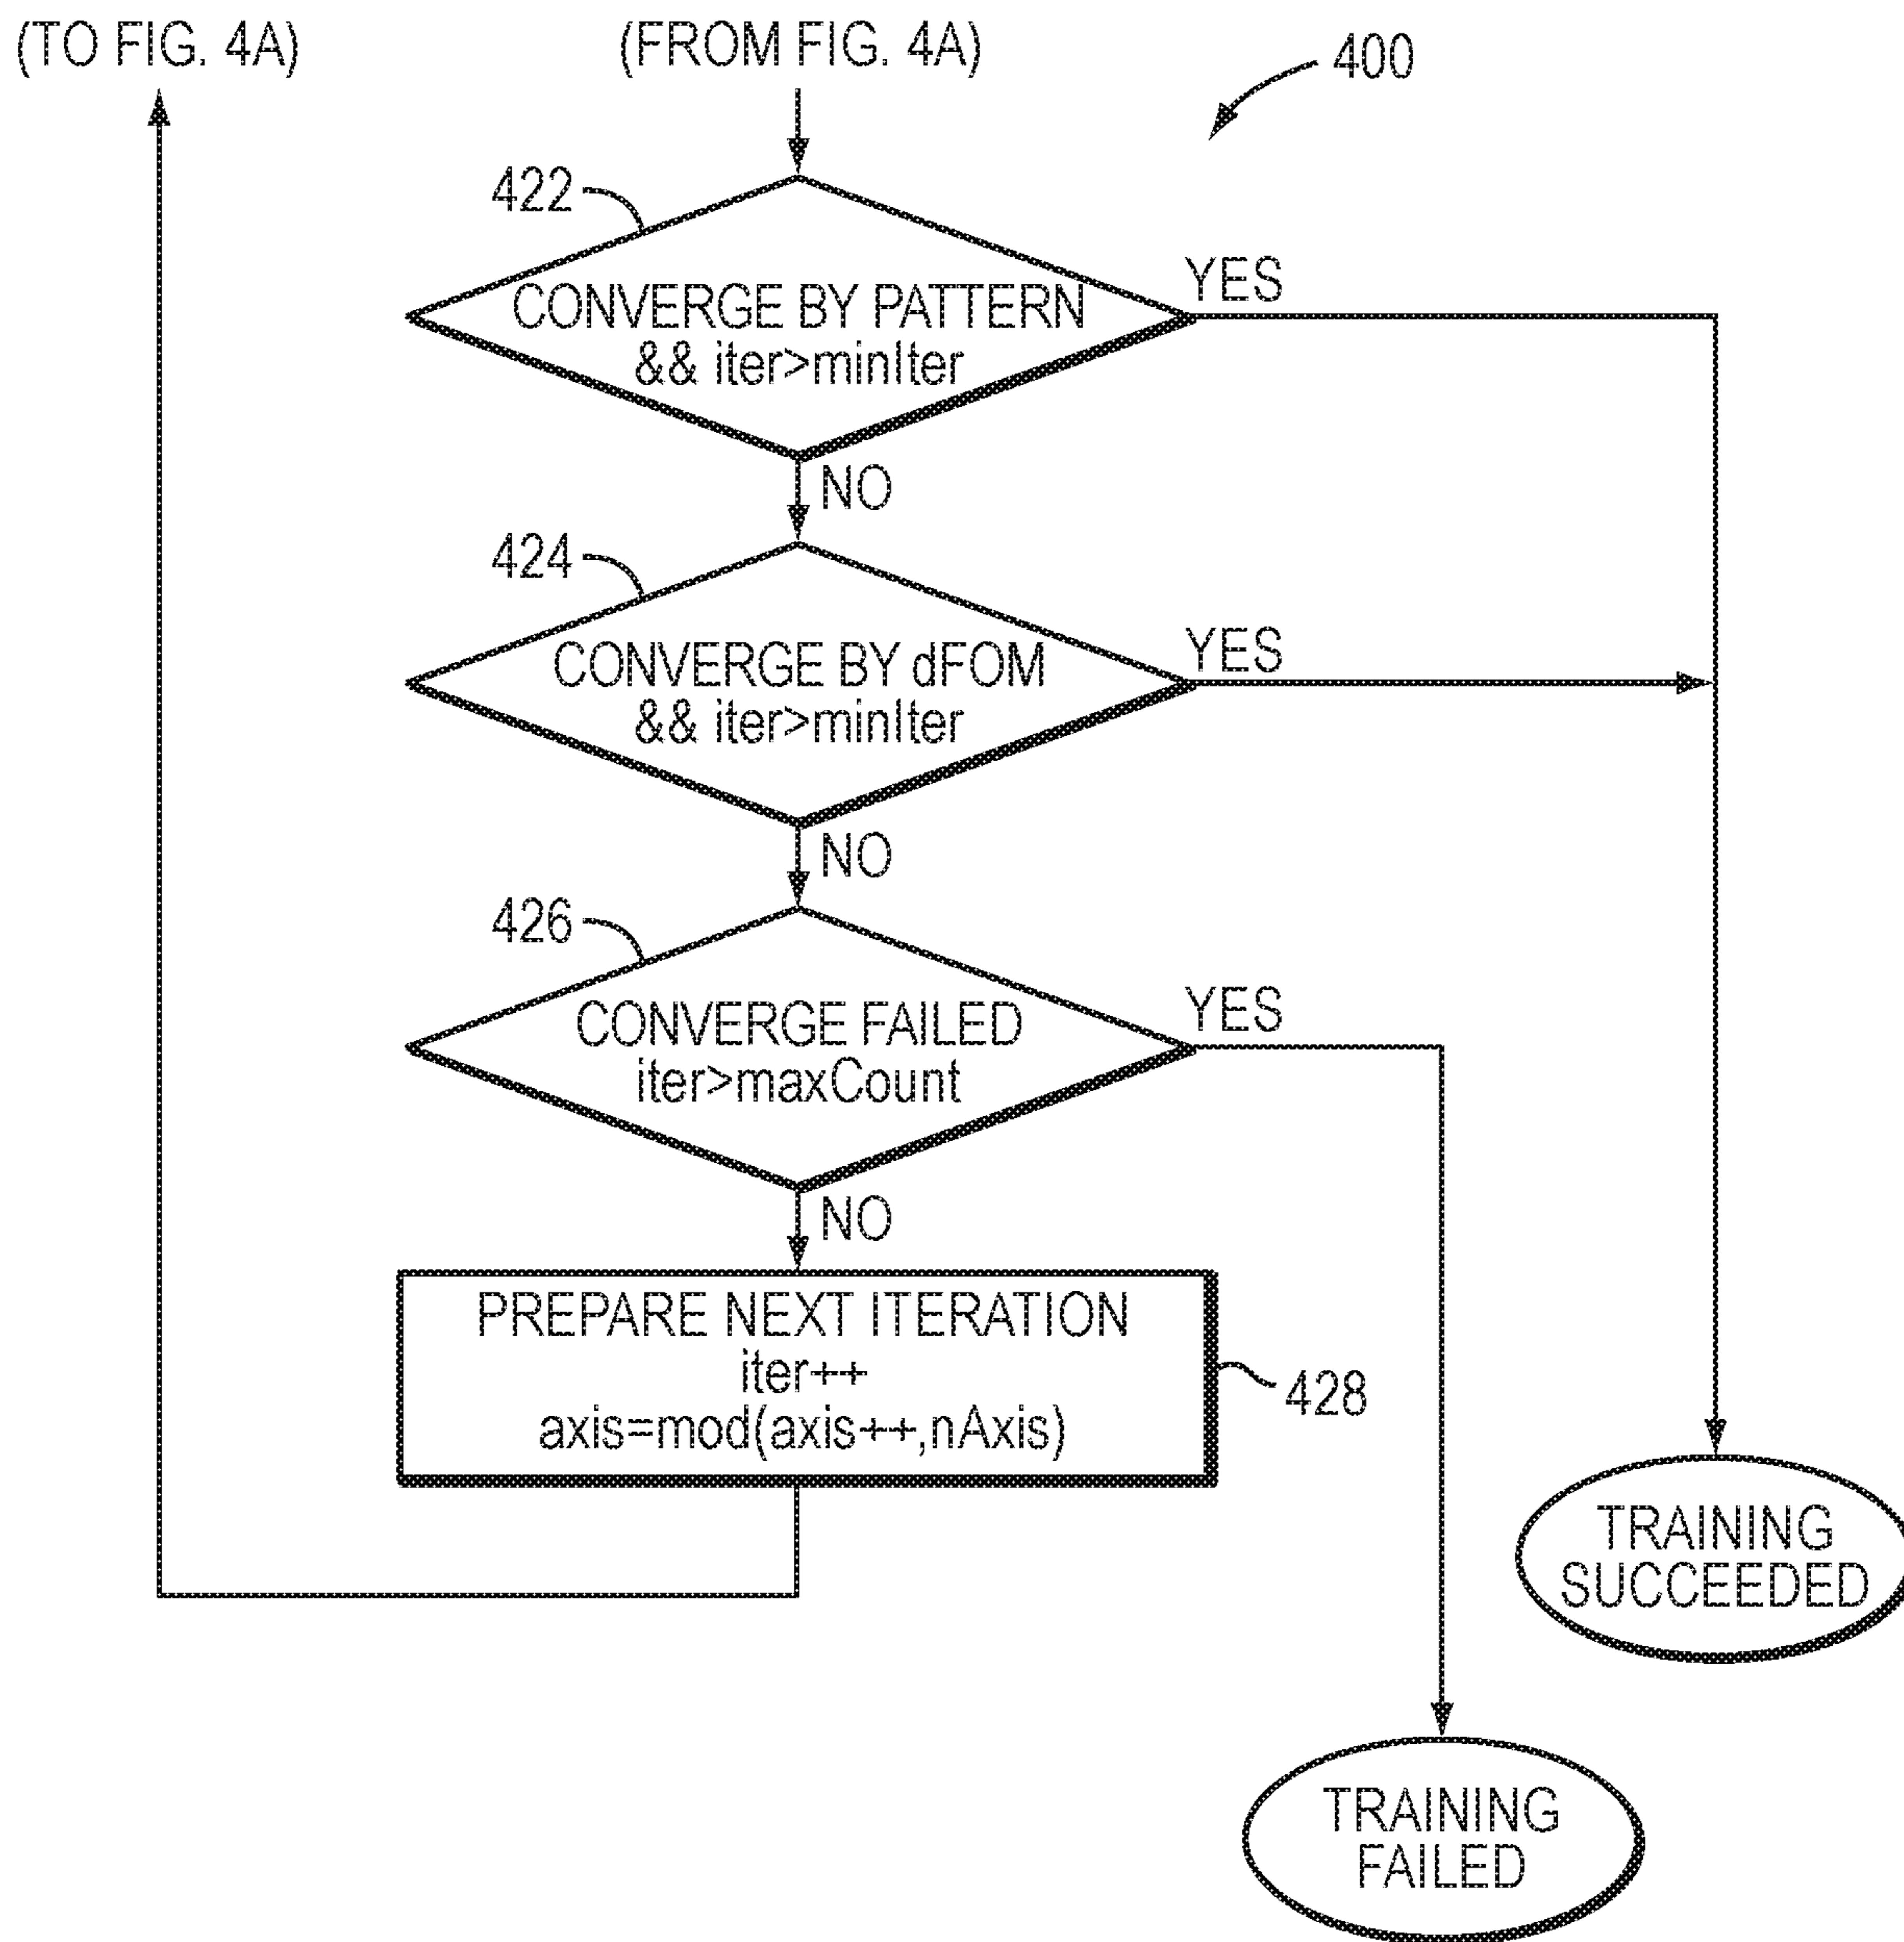 (TO FIG. 4A)
(FROM FIG. 4A)
400
422
CONVERGE BY PATTERN
&& iter>minIter
YES
NO
424
CONVERGE BY dFOM
&& iter>minIter
YES
NO
426
CONVERGE FAILED
iter>maxCount
YES
NO
PREPARE NEXT ITERATION
iter++
axis=mod(axis++,nAxis)
428
TRAINING
SUCCEEDED
TRAINING
FAILED